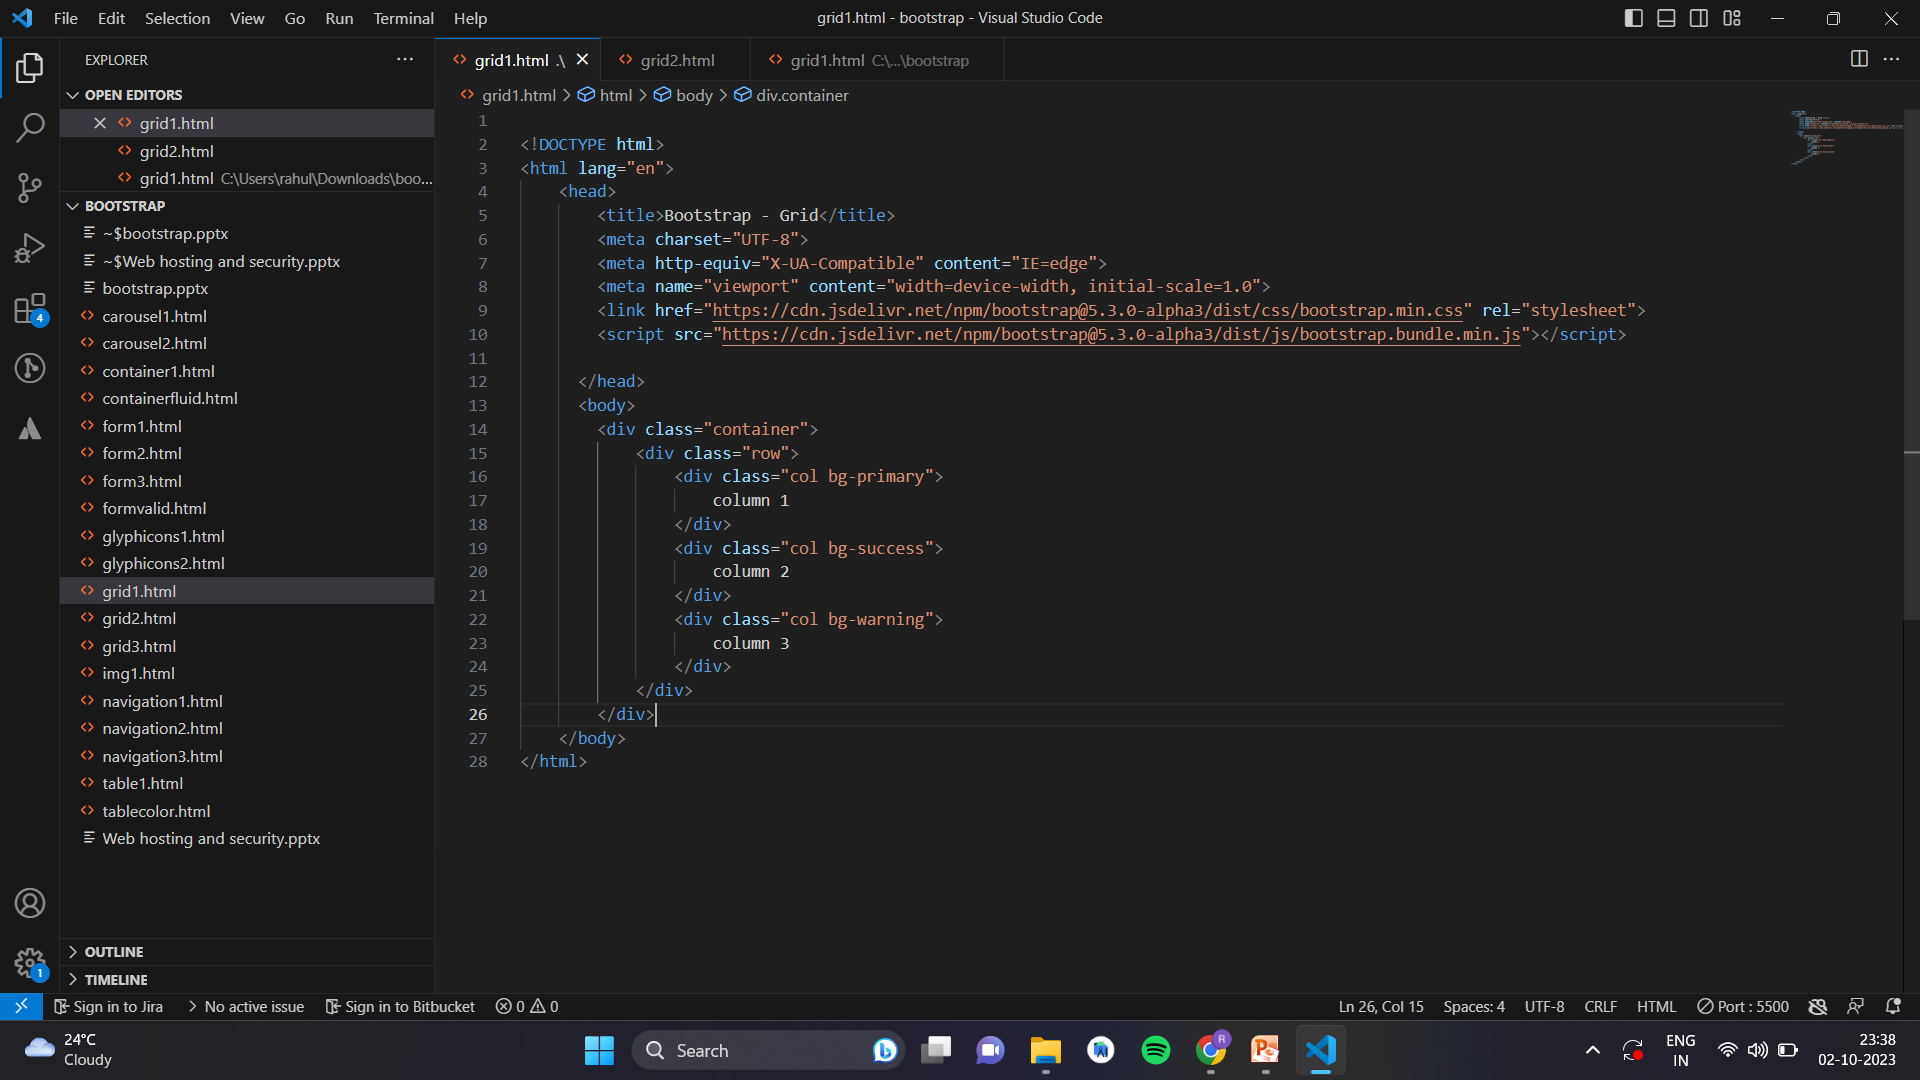 File Edit Selection View Go Run Terminal Help
grid1.html - bootstrap - Visual Studio Code
EXPLORER
OPEN EDITORS
grid1.html
grid2.html
grid1.html C:\Users\rahul\Downloads\boo...
BOOTSTRAP
~$bootstrap.pptx
~$Web hosting and security.pptx
bootstrap.pptx
carousel1.html
carousel2.html
container1.html
containerfluid.html
form1.html
form2.html
form3.html
formvalid.html
glyphicons1.html
glyphicons2.html
grid1.html
grid2.html
grid3.html
img1.html
navigation1.html
navigation2.html
navigation3.html
table1.html
tablecolor.html
Web hosting and security.pptx
OUTLINE
TIMELINE
4
1
grid1.html .\ grid2.html grid1.html C:\...\bootstrap
grid1.html > html > body > div.container
1
2 <!DOCTYPE html>
3 <html lang="en">
4 <head>
5 <title>Bootstrap - Grid</title>
6 <meta charset="UTF-8">
7 <meta http-equiv="X-UA-Compatible" content="IE=edge">
8 <meta name="viewport" content="width=device-width, initial-scale=1.0">
9 <link href="https://cdn.jsdelivr.net/npm/bootstrap@5.3.0-alpha3/dist/css/bootstrap.min.css" rel="stylesheet">
10 <script src="https://cdn.jsdelivr.net/npm/bootstrap@5.3.0-alpha3/dist/js/bootstrap.bundle.min.js"></script>
11
12 </head>
13 <body>
14 <div class="container">
15 <div class="row">
16 <div class="col bg-primary">
17 column 1
18 </div>
19 <div class="col bg-success">
20 column 2
21 </div>
22 <div class="col bg-warning">
23 column 3
24 </div>
25 </div>
26 </div>
27 </body>
28 </html>
Sign in to Jira > No active issue Sign in to Bitbucket 0 0 Ln 26, Col 15 Spaces: 4 UTF-8 CRLF HTML Port : 5500
24°C
Cloudy
Search
R
ENG
IN
23:38
02-10-2023